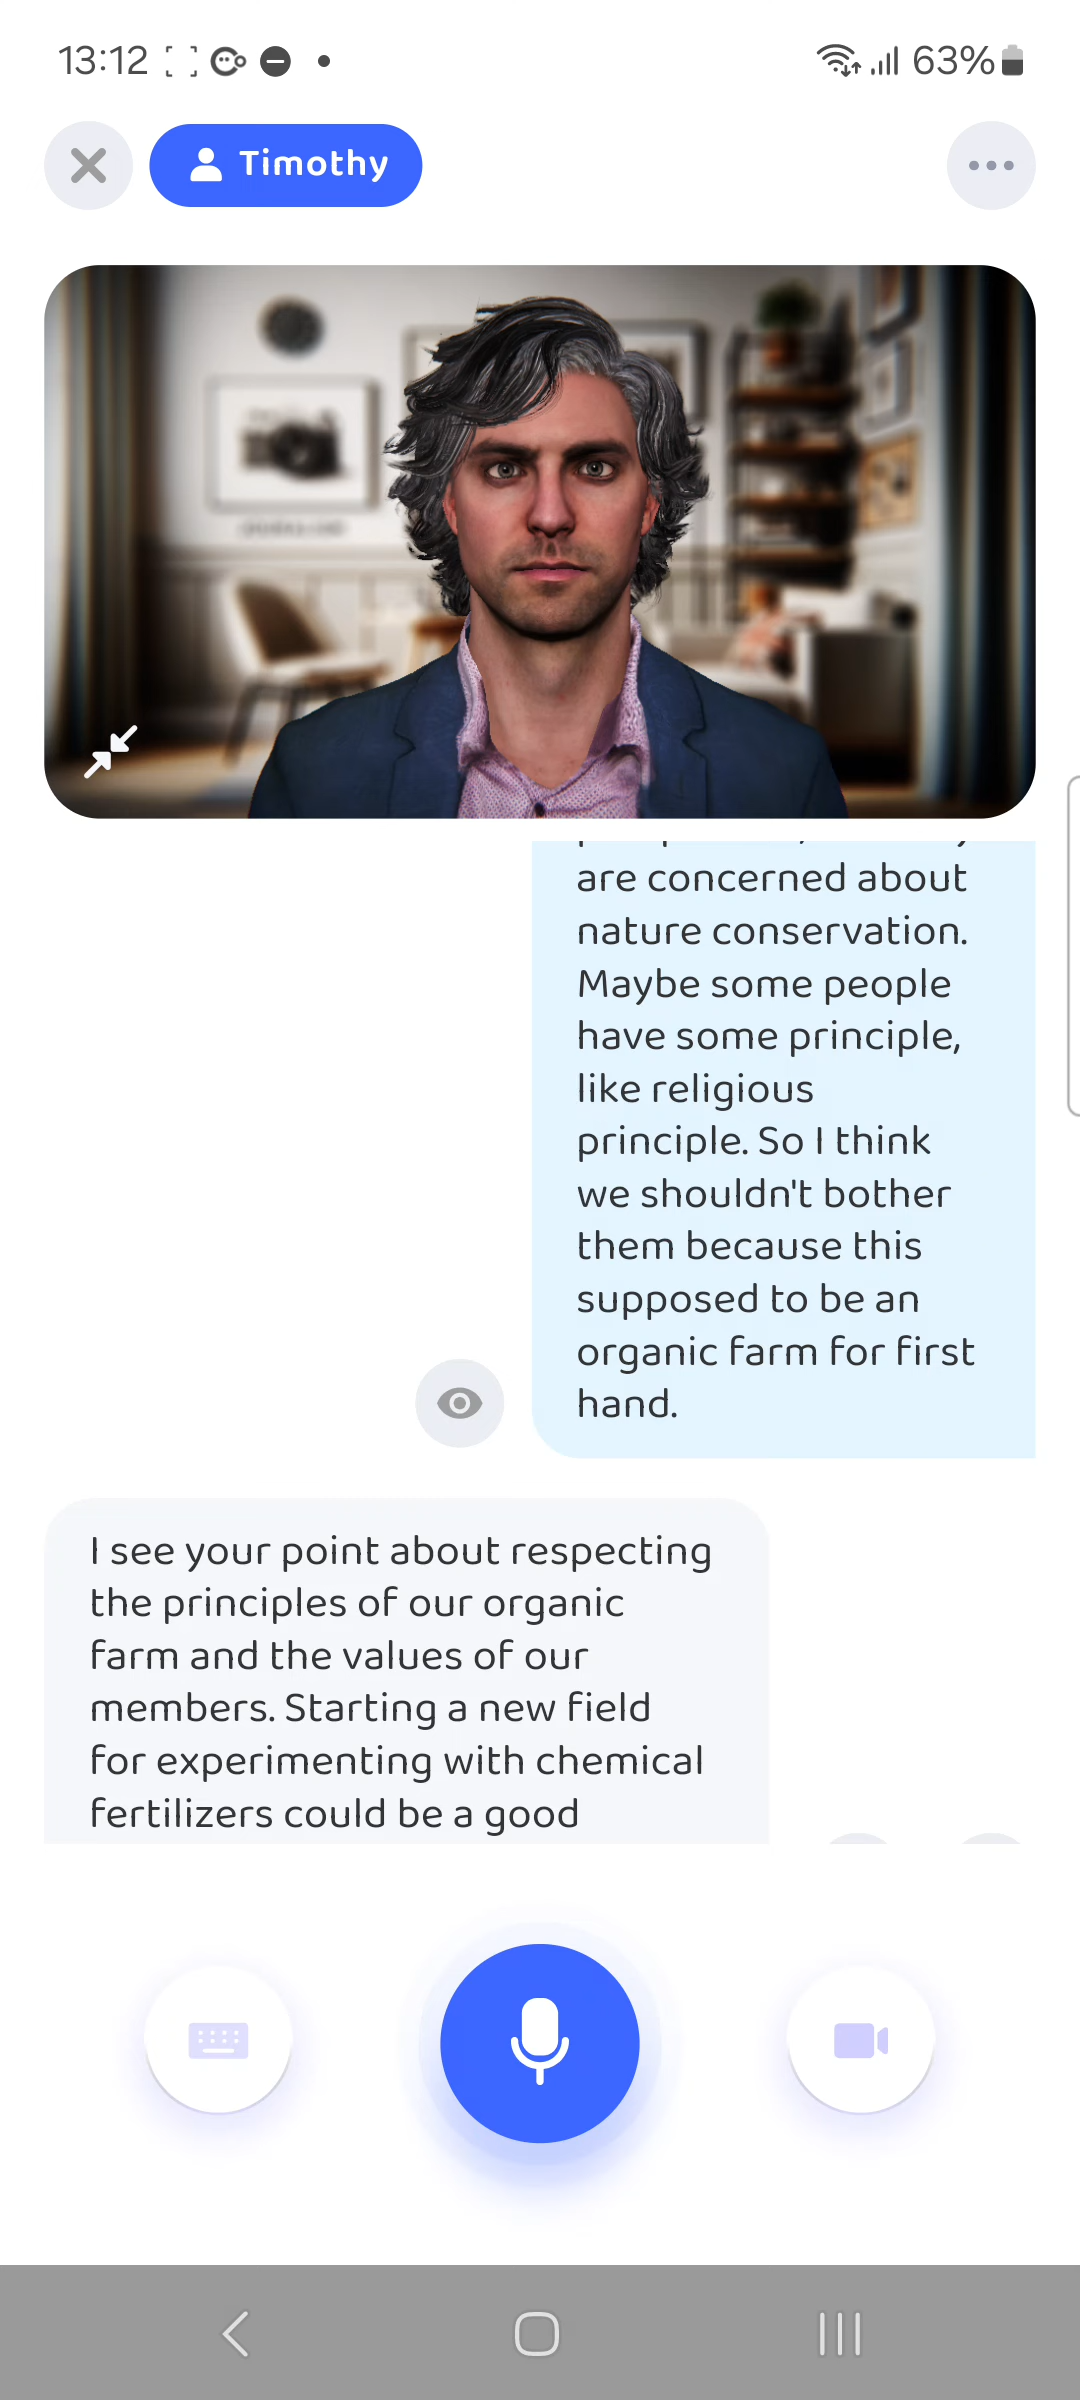 13:12
63%
Timothy
are concerned about
nature conservation.
Maybe some people
have some principle,
like religious
principle. So I think
we shouldn't bother
them because this
supposed to be an
organic farm for first
hand.
I see your point about respecting
the principles of our organic
farm and the values of our
members. Starting a new field
for experimenting with chemical
fertilizers could be a good